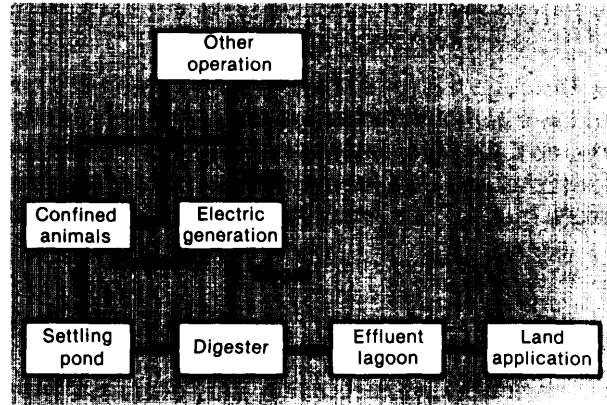 Other
operation
Confined
animals
Electric
generation
Settling
pond
Digester
Effluent
lagoon
Land
application